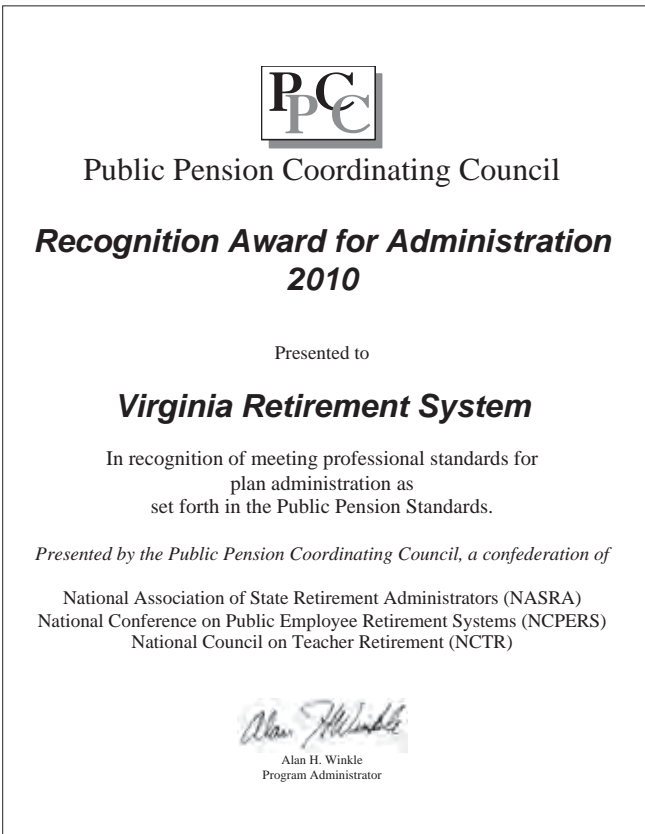 PPCC
Public Pension Coordinating Council
Recognition Award for Administration
2010
Presented to
Virginia Retirement System
In recognition of meeting professional standards for
plan administration as
set forth in the Public Pension Standards.
Presented by the Public Pension Coordinating Council, a confederation of
National Association of State Retirement Administrators (NASRA)
National Conference on Public Employee Retirement Systems (NCPERS)
National Council on Teacher Retirement (NCTR)
Alan H Winkle
Alan H. Winkle
Program Administrator